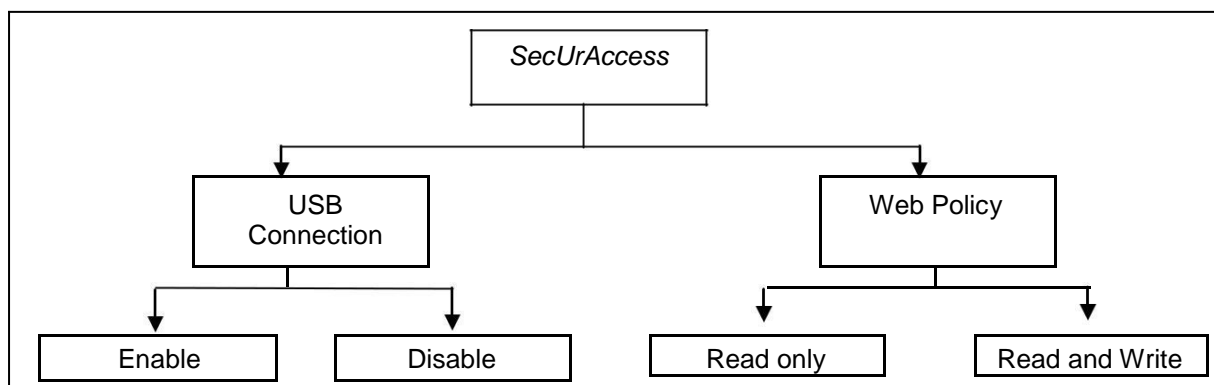 SecUrAccess
USB
Connection
Web Policy
Enable
Disable
Read only
Read and Write